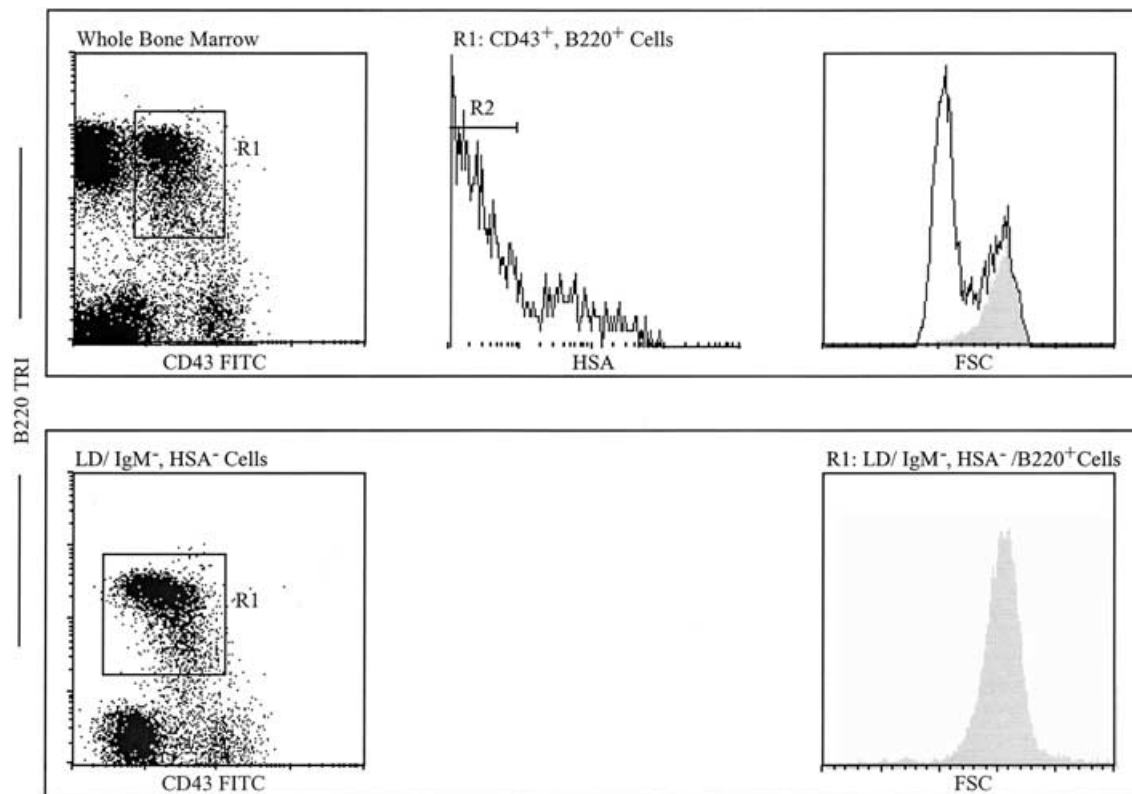 Whole Bone Marrow
R1: CD43+, B220+ Cells
R2
R1
CD43 FITC
HSA
FSC
B220 TRI
LD/ IgM-, HSA- Cells
R1: LD/ IgM-, HSA- /B220+Cells
R1
CD43 FITC
FSC